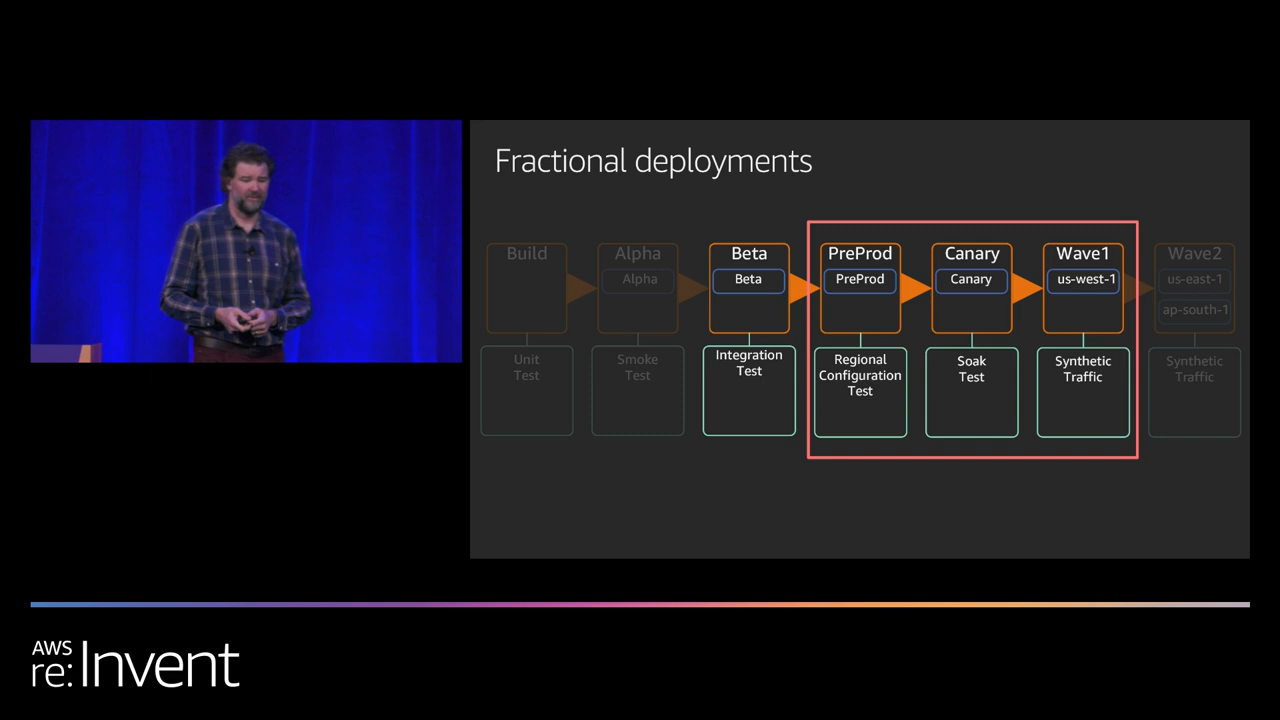 Fractional deployments
Build
Alpha
Alpha
Beta
Beta
PreProd
PreProd
Canary
Canary
Wave1
us-west-1
Wave2
us-east-1
ap-south-1
Unit
Test
Smoke
Test
Integration
Test
Regional
Configuration
Test
Soak
Test
Synthetic
Traffic
Synthetic
Traffic
AWS
re:Invent